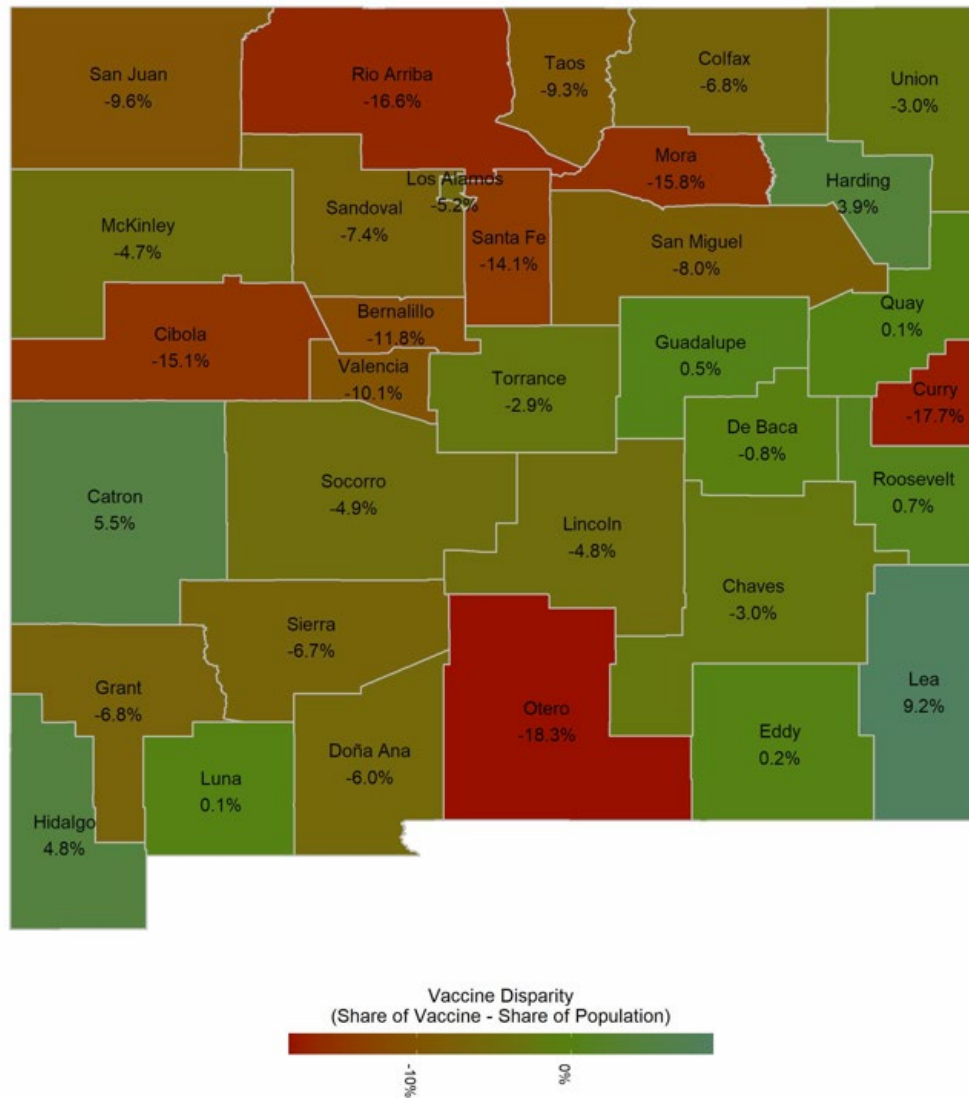 San Juan
-9.6%
Rio Arriba
-16.6%
Taos
-9.3%
Colfax
-6.8%
Union
-3.0%
McKinley
-4.7%
Sandoval
-7.4%
Los Alamos
-5.2%
Santa Fe
-14.1%
Mora
-15.8%
Harding
3.9%
San Miguel
-8.0%
Quay
0.1%
Cibola
-15.1%
Bernalillo
-11.8%
Valencia
-10.1%
Torrance
-2.9%
Guadalupe
0.5%
Curry
-17.7%
De Baca
-0.8%
Roosevelt
0.7%
Catron
5.5%
Socorro
-4.9%
Lincoln
-4.8%
Chaves
-3.0%
Sierra
-6.7%
Grant
-6.8%
Otero
-18.3%
Lea
9.2%
Eddy
0.2%
Doña Ana
-6.0%
Luna
0.1%
Hidalgo
4.8%
Vaccine Disparity
(Share of Vaccine - Share of Population)
-10%
0%